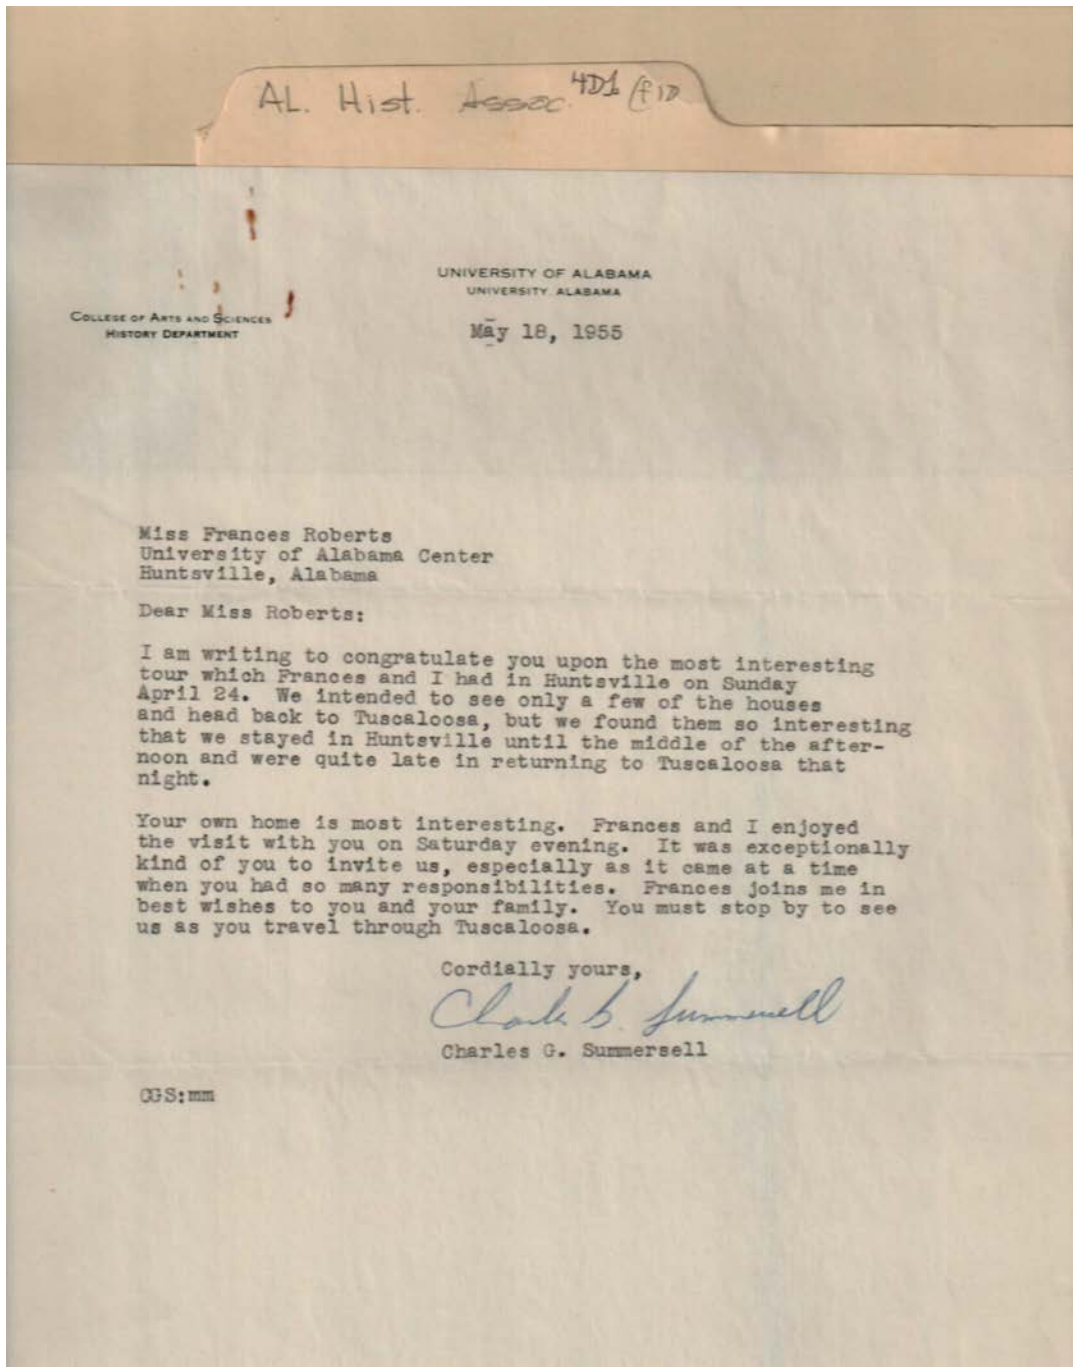 AL. Hist. Assoc. 4D1 (f1D
UNIVERSITY OF ALABAMA
UNIVERSITY, ALABAMA
COLLEGE OF ARTS AND SCIENCES
HISTORY DEPARTMENT
May 18, 1955
Miss Frances Roberts
University of Alabama Center
Huntsville, Alabama
Dear Miss Roberts:
I am writing to congratulate you upon the most interesting
tour which Frances and I had in Huntsville on Sunday
April 24. We intended to see only a few of the houses
and head back to Tuscaloosa, but we found them so interesting
that we stayed in Huntsville until the middle of the after-
noon and were quite late in returning to Tuscaloosa that
night.
Your own home is most interesting. Frances and I enjoyed
the visit with you on Saturday evening. It was exceptionally
kind of you to invite us, especially as it came at a time
when you had so many responsibilities. Frances joins me in
best wishes to you and your family. You must stop by to see
us as you travel through Tuscaloosa.
Cordially yours,
Charles G. Summersell
Charles G. Summersell
CGS:mm